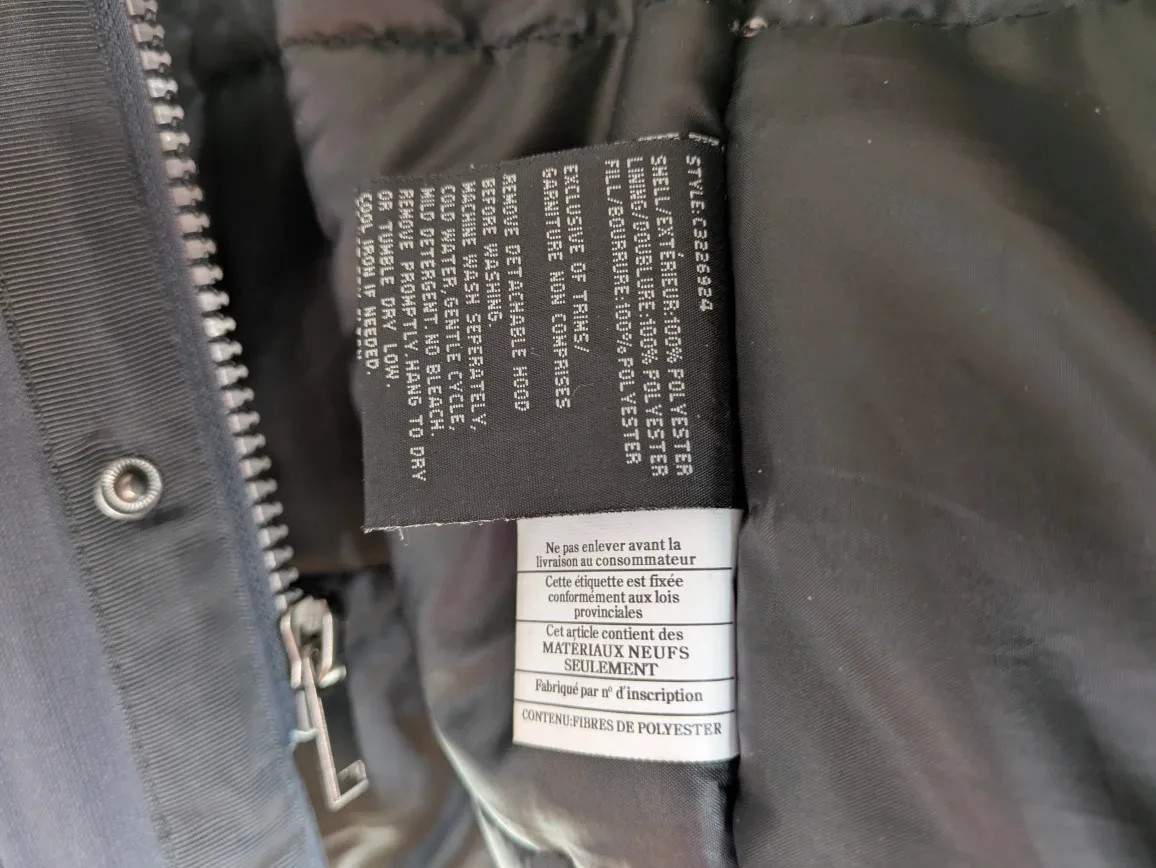 STYLE:C3226924
SHELL/EXTÉRIEUR:100% POLYESTER
LINING/DOUBLURE:100% POLYESTER
FILL/BOURRURE:100% POLYESTER
EXCLUSIVE OF TRIMS/
GARNITURE NON COMPRISES
REMOVE DETACHABLE HOOD
BEFORE WASHING.
MACHINE WASH SEPERATELY,
COLD WATER, GENTLE CYCLE,
MILD DETERGENT. NO BLEACH.
REMOVE PROMPTLY. HANG TO DRY
OR TUMBLE DRY LOW.
COOL IRON IF NEEDED.
Ne pas enlever avant la
livraison au consommateur
Cette étiquette est fixée
conformément aux lois
provinciales
Cet article contient des
MATÉRIAUX NEUFS
SEULEMENT
Fabriqué par nº d'inscription
CONTENU:FIBRES DE POLYESTER